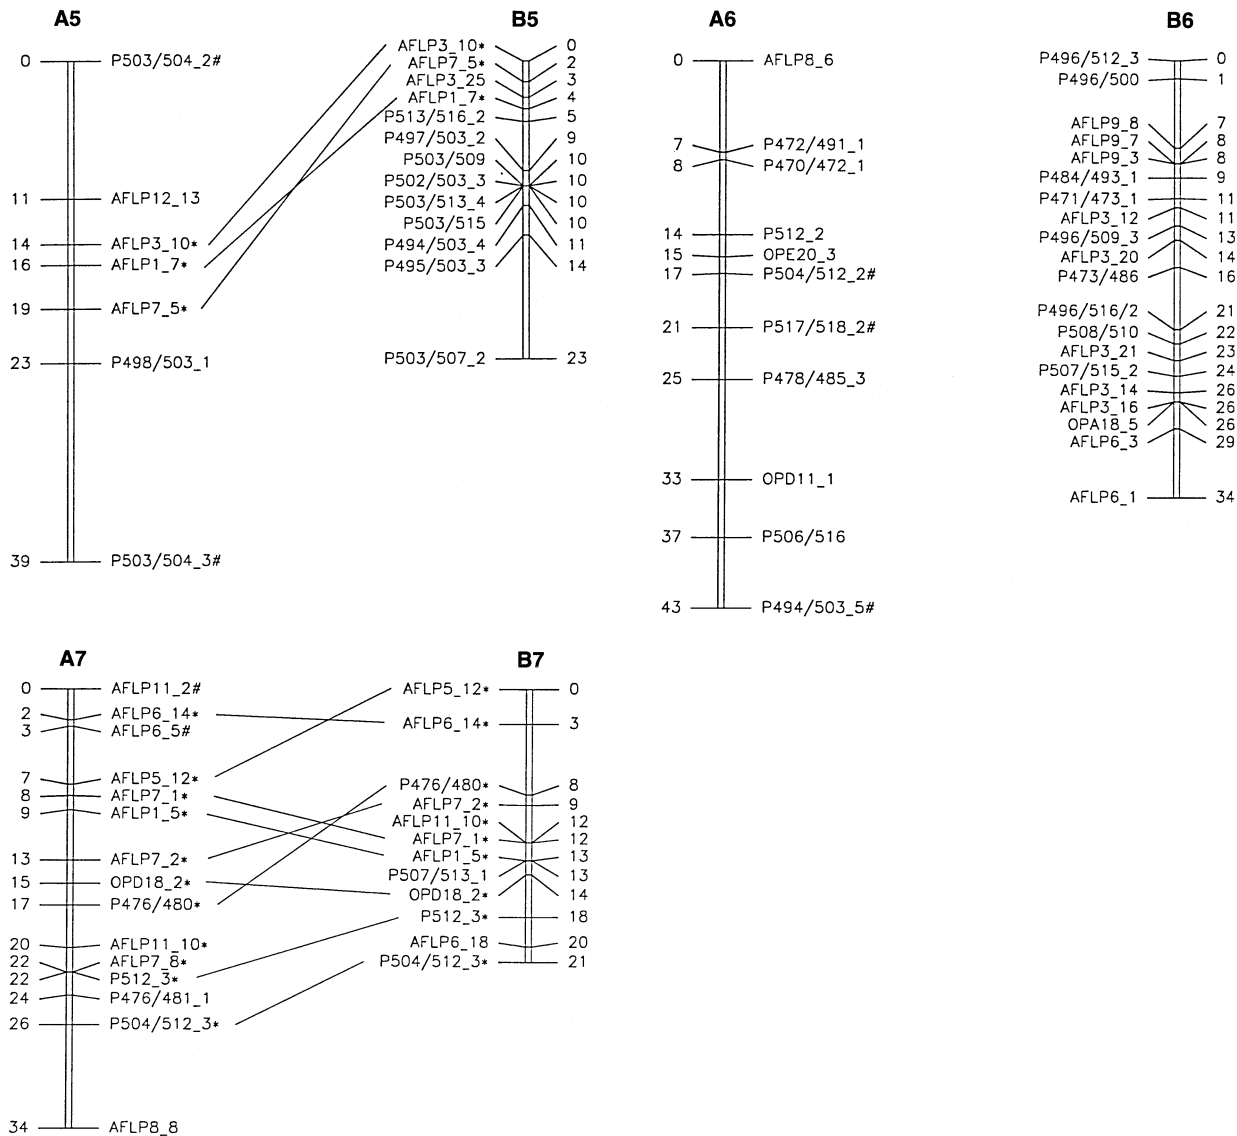 A5
0 P503/504_2#
11 AFLP12_13
14 AFLP3_10*
16 AFLP1_7*
19 AFLP7_5*
23 P498/503_1
39 P503/504_3#
B5
AFLP3_10* 0
AFLP7_5* 2
AFLP3_25 3
AFLP1_7* 4
P513/516_2 5
P497/503_2 9
P503/509 10
P502/503_3 10
P503/513_4 10
P503/515 10
P494/503_4 11
P495/503_3 14
P503/507_2 23
A6
0 AFLP8_6
7 P472/491_1
8 P470/472_1
14 P512_2
15 OPE20_3
17 P504/512_2#
21 P517/518_2#
25 P478/485_3
33 OPD11_1
37 P506/516
43 P494/503_5#
B6
P496/512_3 0
P496/500 1
AFLP9_8 7
AFLP9_7 8
AFLP9_3 8
P484/493_1 9
P471/473_1 11
AFLP3_12 11
P496/509_3 13
AFLP3_20 14
P473/486 16
P496/516/2 21
P508/510 22
AFLP3_21 23
P507/515_2 24
AFLP3_14 26
AFLP3_16 26
OPA18_5 26
AFLP6_3 29
AFLP6_1 34
A7
0 AFLP11_2#
2 AFLP6_14*
3 AFLP6_5#
7 AFLP5_12*
8 AFLP7_1*
9 AFLP1_5*
13 AFLP7_2*
15 OPD18_2*
17 P476/480*
20 AFLP11_10*
22 AFLP7_8*
22 P512_3*
24 P476/481_1
26 P504/512_3*
34 AFLP8_8
B7
AFLP5_12* 0
AFLP6_14* 3
P476/480* 8
AFLP7_2* 9
AFLP11_10* 12
AFLP7_1* 12
AFLP1_5* 13
P507/513_1 13
OPD18_2* 14
P512_3* 18
AFLP6_18 20
P504/512_3* 21